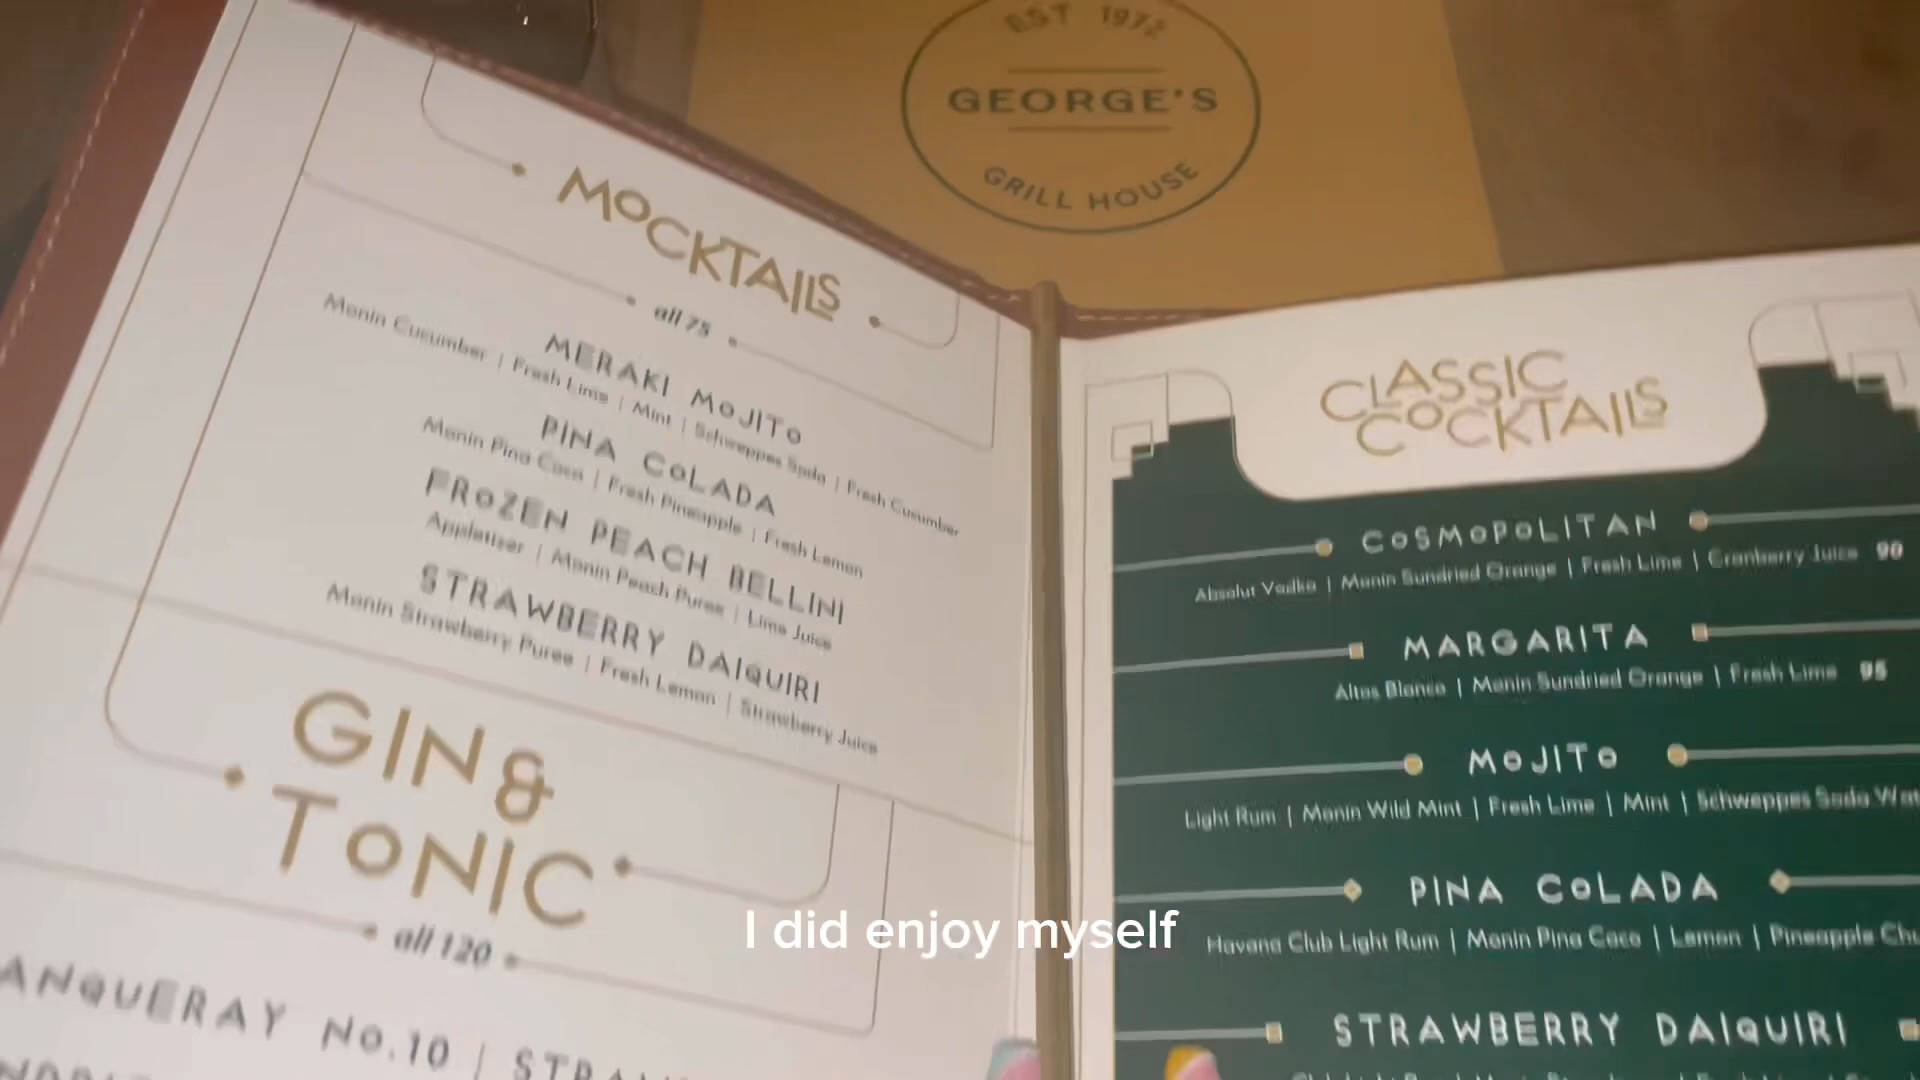 EST 1972
GEORGE'S
GRILL HOUSE
MOCKTAILS
all 75
MERAKI MOJITO
Monin Cucumber | Fresh Lime | Mint | Schweppes Soda | Fresh Cucumber
PINA COLADA
Monin Pina Coco | Fresh Pineapple | Fresh Lemon
FROZEN PEACH BELLINI
Appletiser | Monin Peach Puree | Lime Juice
STRAWBERRY DAIQUIRI
Monin Strawberry Puree | Fresh Lemon | Strawberry Juice
GIN &
TONIC
all 120
ANQUERAY No.10 |
CLASSIC
COCKTAILS
COSMOPOLITAN
Absolut Vodka | Monin Sundried Orange | Fresh Lime | Cranberry Juice 90
MARGARITA
Altos Blanco | Monin Sundried Orange | Fresh Lime 95
MOJITO
Light Rum | Monin Wild Mint | Fresh Lime | Mint | Schweppes Soda Wat
PINA COLADA
Havana Club Light Rum | Monin Pina Coco | Lemon | Pineapple Chu
STRAWBERRY DAIQUIRI
I did enjoy myself